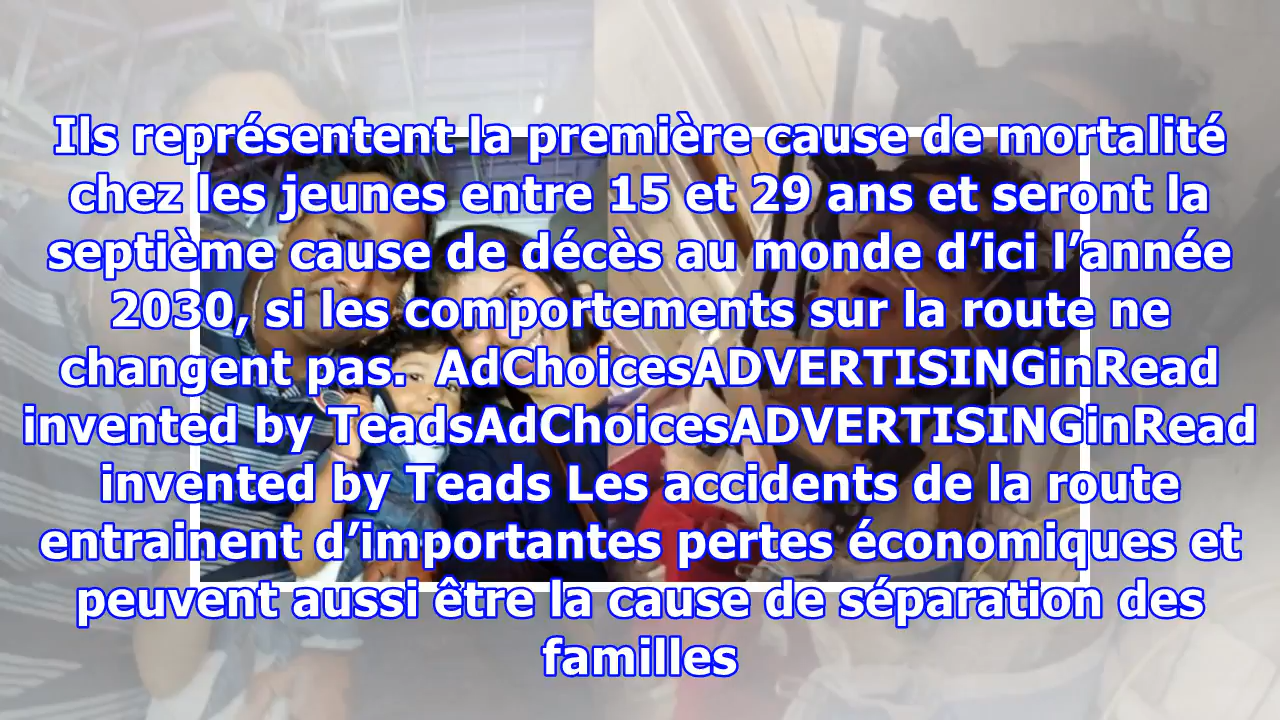 Ils représentent la première cause de mortalité
chez les jeunes entre 15 et 29 ans et seront la
septième cause de décès au monde d’ici l’année
2030, si les comportements sur la route ne
changent pas.  AdChoicesADVERTISINGinRead
invented by TeadsAdChoicesADVERTISINGinRead
invented by Teads Les accidents de la route
entrainent d’importantes pertes économiques et
peuvent aussi être la cause de séparation des
familles